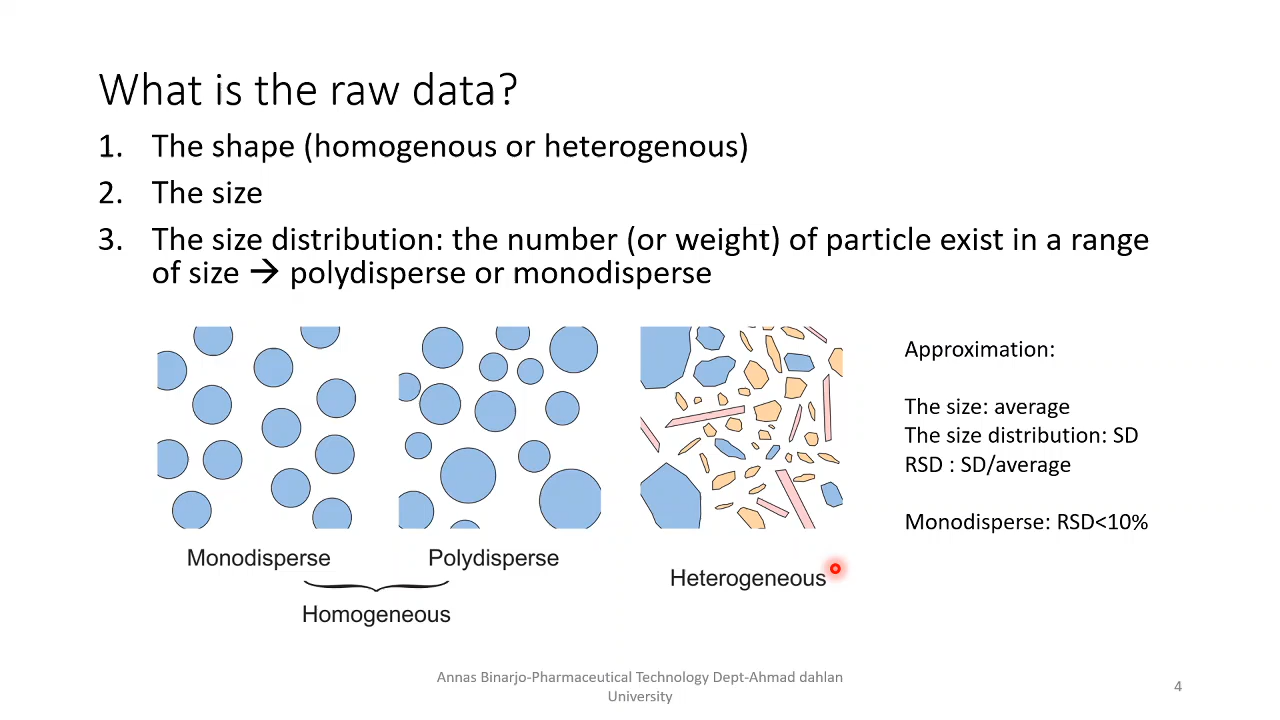 What is the raw data?
1. The shape (homogenous or heterogenous)
2. The size
3. The size distribution: the number (or weight) of particle exist in a range
of size → polydisperse or monodisperse
Approximation:
The size: average
The size distribution: SD
RSD : SD/average
Monodisperse: RSD<10%
Monodisperse
Polydisperse
Heterogeneous
Homogeneous
Annas Binarjo-Pharmaceutical Technology Dept-Ahmad dahlan
University
4